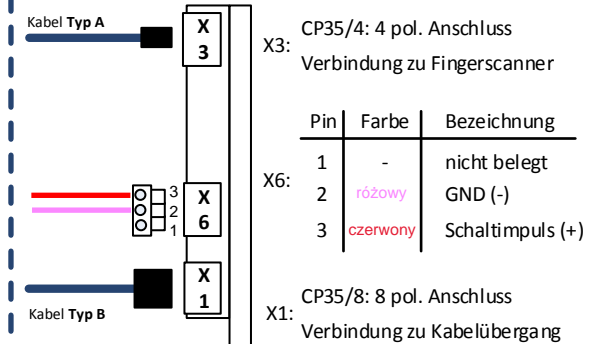 Kabel Typ A
X
3
X3:
CP35/4: 4 pol. Anschluss
Verbindung zu Fingerscanner
3
2
1
X
6
X6:
Pin Farbe Bezeichnung
1 - nicht belegt
2 różowy GND (-)
3 czerwony Schaltimpuls (+)
Kabel Typ B
X
1
X1:
CP35/8: 8 pol. Anschluss
Verbindung zu Kabelübergang